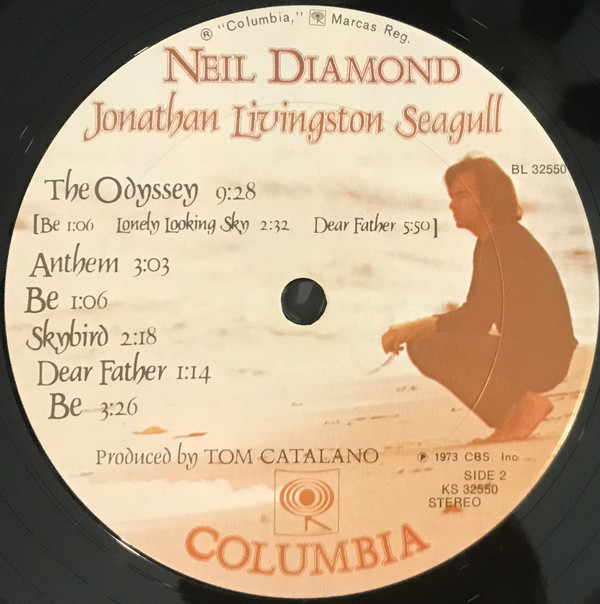 ℗ "Columbia," Marcas Reg.
NEIL DIAMOND
Jonathan Livingston Seagull
BL 32550
The Odyssey 9:28
[Be 1:06 Lonely Looking Sky 2:32 Dear Father 5:50]
Anthem 3:03
Be 1:06
Skybird 2:18
Dear Father 1:14
Be 3:26
Produced by TOM CATALANO
℗ 1973 CBS. Inc
SIDE 2
KS 32550
STEREO
COLUMBIA